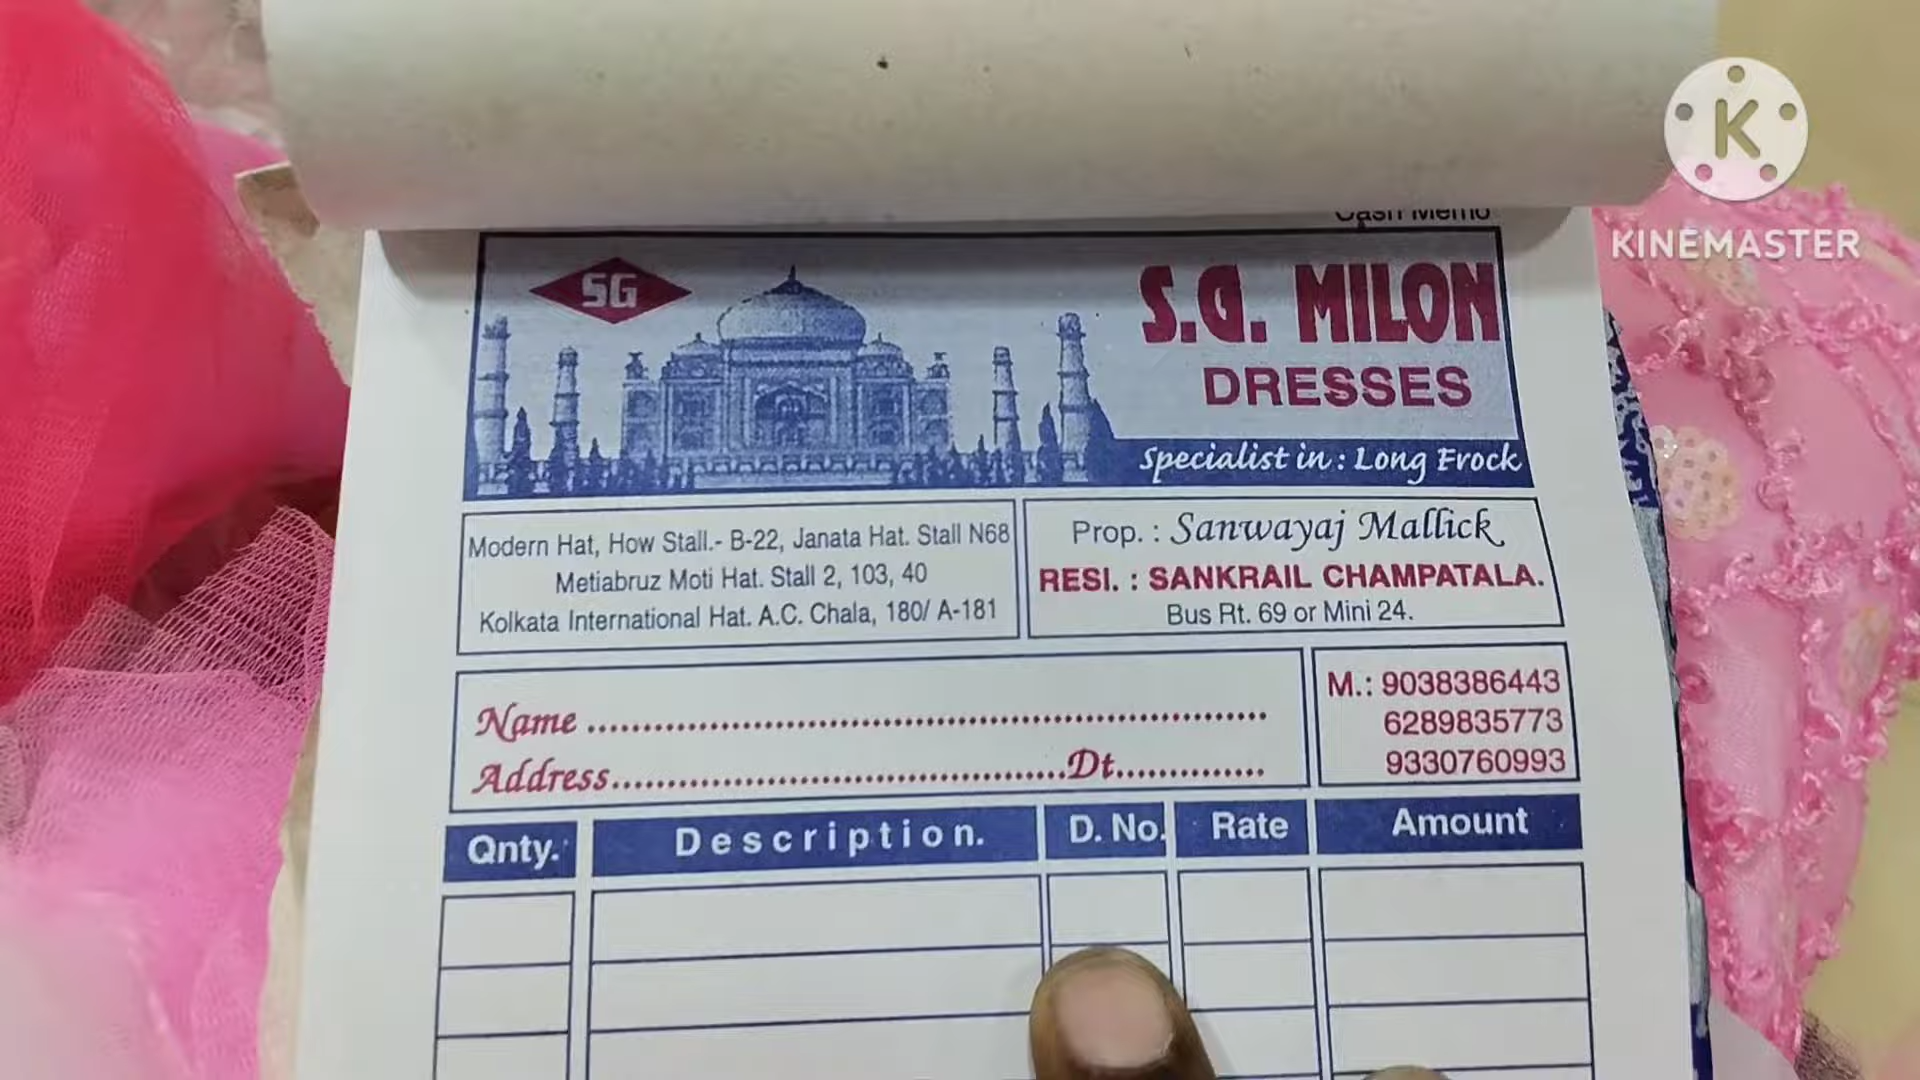 Cash Memo
SG
S.G. MILON
DRESSES
Specialist in : Long Frock
Modern Hat, How Stall.- B-22, Janata Hat. Stall N68
Metiabruz Moti Hat. Stall 2, 103, 40
Kolkata International Hat. A.C. Chala, 180/ A-181
Prop. : Sanwayaj Mallick
RESI. : SANKRAIL CHAMPATALA.
Bus Rt. 69 or Mini 24.
Name
Address Dt
M.: 9038386443
6289835773
9330760993
Qnty. Description. D. No. Rate Amount
K
KINEMASTER